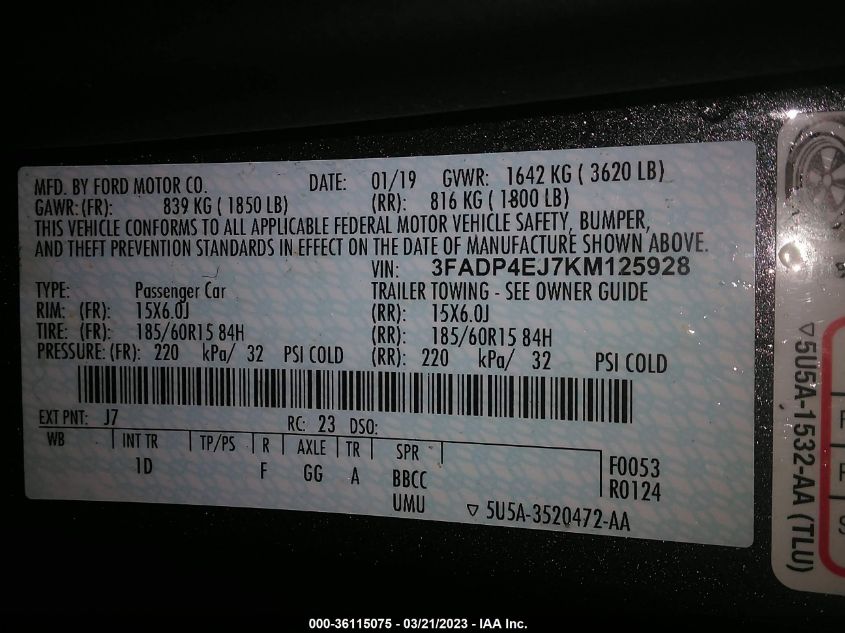 MFD. BY FORD MOTOR CO. DATE: 01/19 GVWR: 1642 KG ( 3620 LB)
GAWR: (FR): 839 KG ( 1850 LB) (RR): 816 KG ( 1800 LB)
THIS VEHICLE CONFORMS TO ALL APPLICABLE FEDERAL MOTOR VEHICLE SAFETY, BUMPER,
AND THEFT PREVENTION STANDARDS IN EFFECT ON THE DATE OF MANUFACTURE SHOWN ABOVE.
VIN: 3FADP4EJ7KM125928
TYPE: Passenger Car TRAILER TOWING - SEE OWNER GUIDE
RIM: (FR): 15X6.0J (RR): 15X6.0J
TIRE: (FR): 185/60R15 84H (RR): 185/60R15 84H
PRESSURE: (FR): 220 kPa/ 32 PSI COLD (RR): 220 kPa/ 32 PSI COLD
EXT PNT: J7 RC: 23 DSO:
WB INT TR TP/PS R AXLE TR SPR
1D F GG A BBCC
UMU
F0053
R0124
▽ 5U5A-3520472-AA
▽5U5A-1532-AA (TLU)
000-36115075 - 03/21/2023 - IAA Inc.